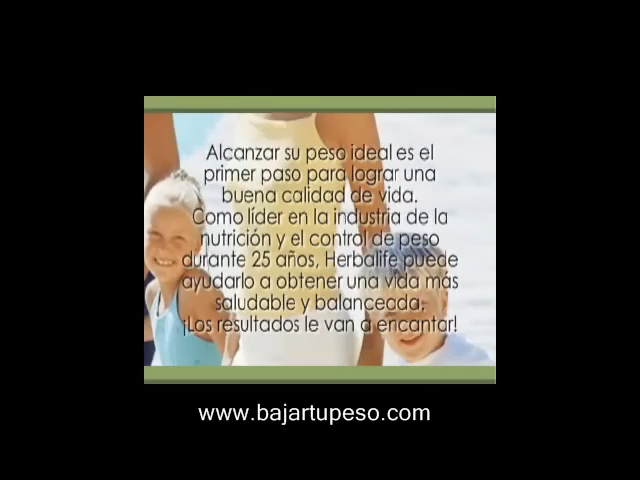 Alcanzar su peso ideal es el
primer paso para lograr una
buena calidad de vida.
Como líder en la industria de la
nutrición y el control de peso
durante 25 años, Herbalife puede
ayudarlo a obtener una vida más
saludable y balanceada.
¡Los resultados le van a encantar!
www.bajartupeso.com